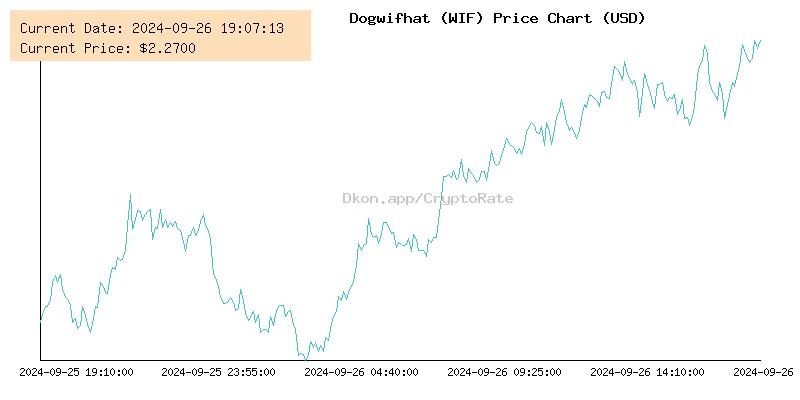 Dogwifhat (WIF) Price Chart (USD)
Current Date: 2024-09-26 19:07:13
Current Price: $2.2700
Dkon.app/CryptoRate
2024-09-25 19:10:00
2024-09-25 23:55:00
2024-09-26 04:40:00
2024-09-26 09:25:00
2024-09-26 14:10:00
2024-09-26